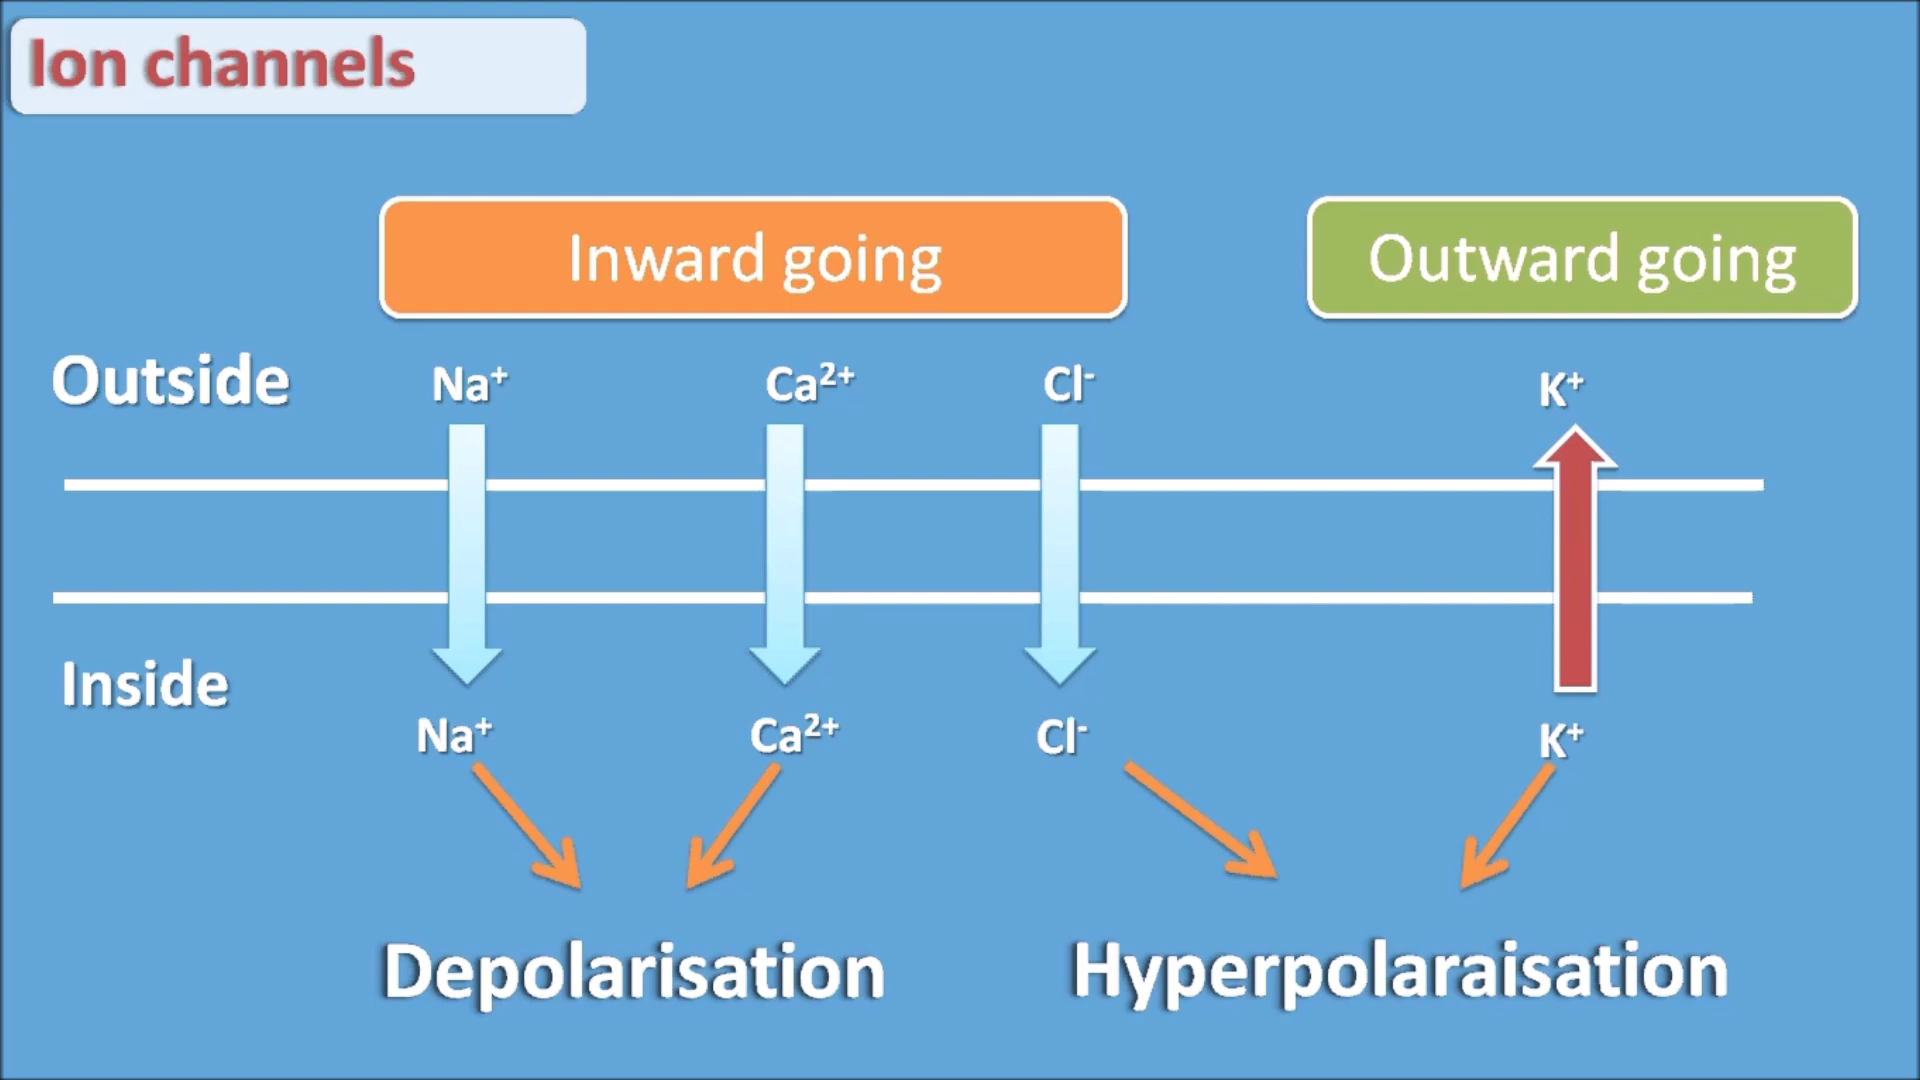 Ion channels
Inward going
Outward going
Outside
Na⁺
Ca²⁺
Cl⁻
K⁺
Inside
Na⁺
Ca²⁺
Cl⁻
K⁺
Depolarisation
Hyperpolaraisation